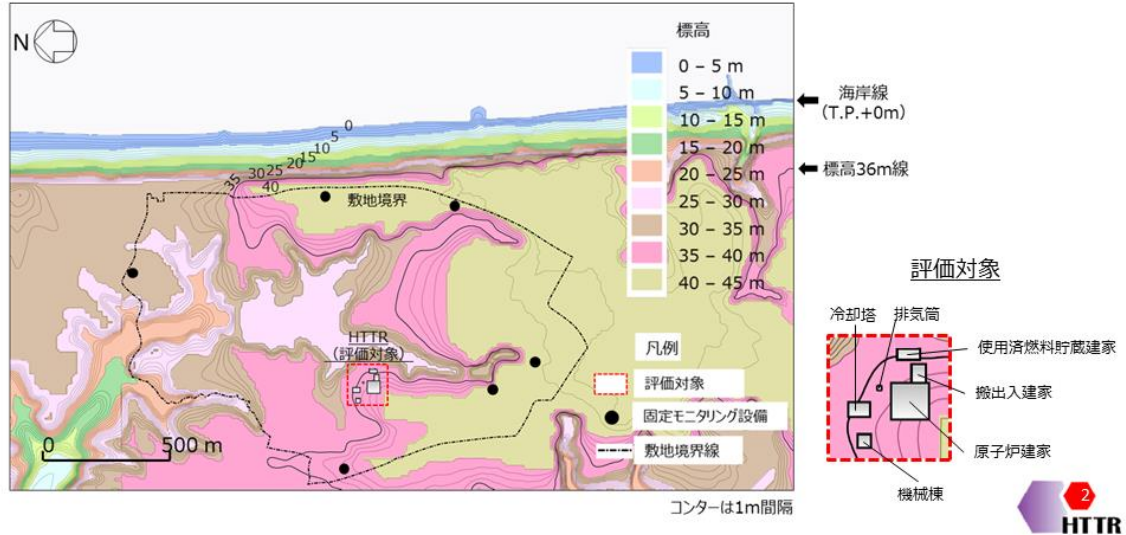 N
標高
0 – 5 m
5 – 10 m
10 – 15 m
15 – 20 m
20 – 25 m
25 – 30 m
30 – 35 m
35 – 40 m
40 – 45 m
海岸線
(T.P.+0m)
標高36m線
0
5
10
15
20
25
30
35
40
敷地境界
HTTR
(評価対象)
凡例
評価対象
固定モニタリング設備
敷地境界線
0
500 m
コンターは1m間隔
評価対象
冷却塔
排気筒
使用済燃料貯蔵建家
搬出入建家
原子炉建家
機械棟
2
HTTR